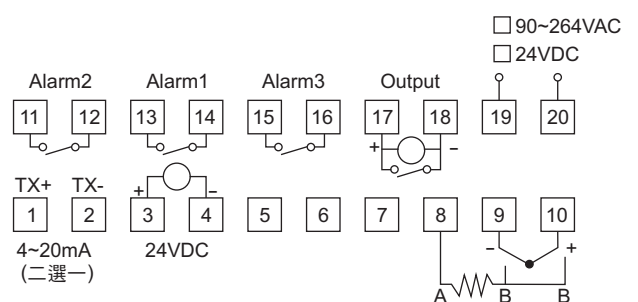 □ 90~264VAC
□ 24VDC
Alarm2 Alarm1 Alarm3 Output
11 12 13 14 15 16 17 18 19 20
+ −
TX+ TX- + −
1 2 3 4 5 6 7 8 9 10
4~20mA 24VDC − +
(二選一)
A B B